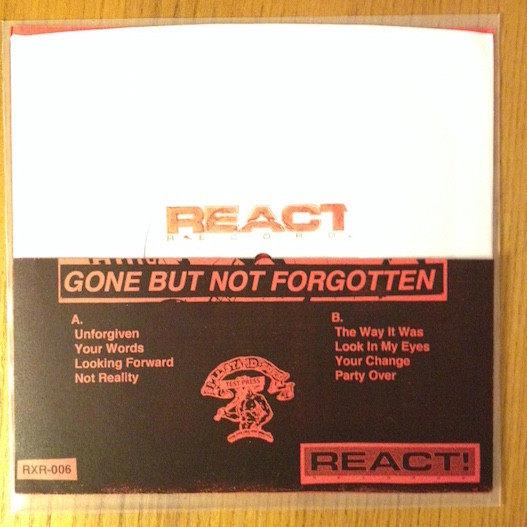 REACT
RECORDS
GONE BUT NOT FORGOTTEN
A.
Unforgiven
Your Words
Looking Forward
Not Reality
B.
The Way It Was
Look In My Eyes
Your Change
Party Over
TEST PRESS
RXR-006
REACT!